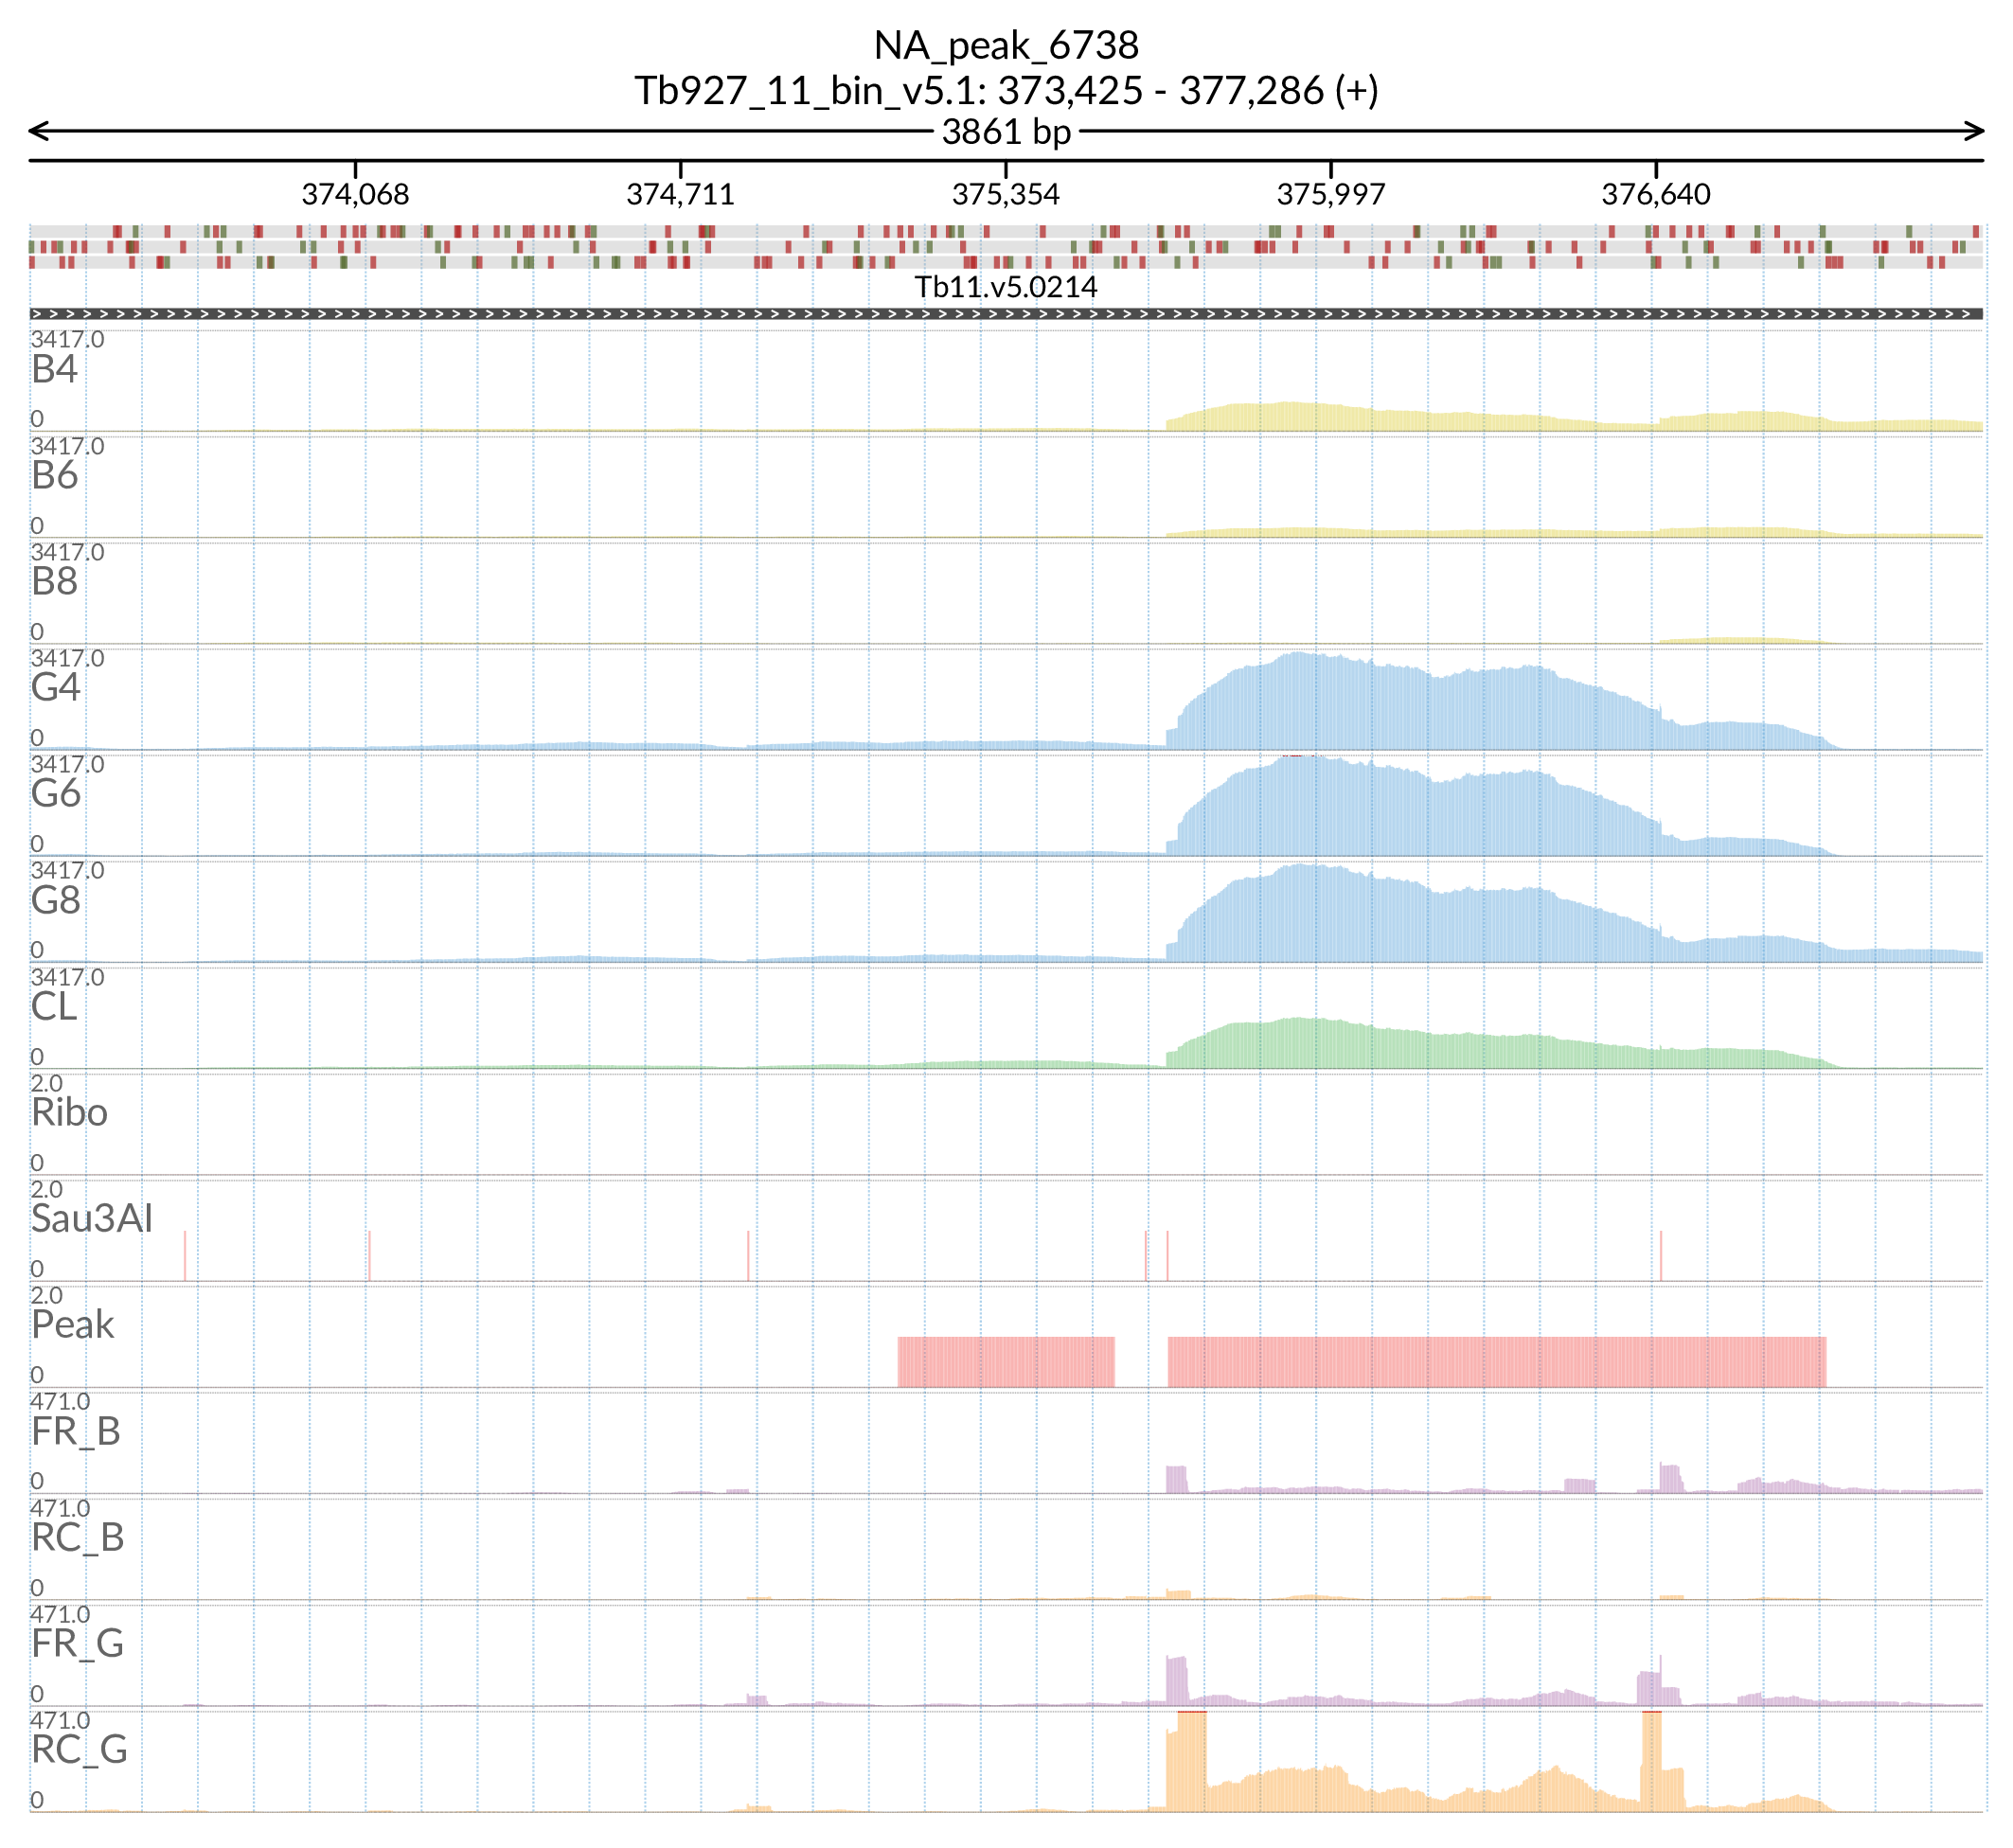 NA_peak_6738
Tb927_11_bin_v5.1: 373,425 - 377,286 (+)
3861 bp
374,068 374,711 375,354 375,997 376,640
Tb11.v5.0214
3417.0
B4
0
3417.0
B6
0
3417.0
B8
0
3417.0
G4
0
3417.0
G6
0
3417.0
G8
0
3417.0
CL
0
2.0
Ribo
0
2.0
Sau3AI
0
2.0
Peak
0
471.0
FR_B
0
471.0
RC_B
0
471.0
FR_G
0
471.0
RC_G
0